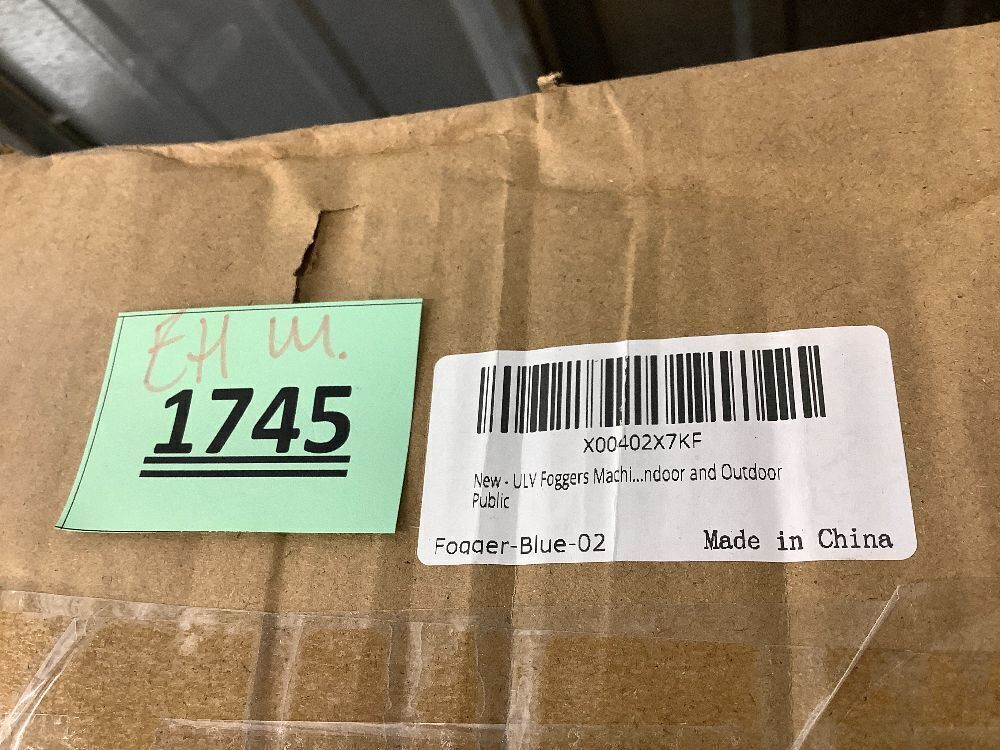 EH W.
1745
X00402X7KF
New - ULV Foggers Machi...ndoor and Outdoor
Public
Fogger-Blue-02
Made in China